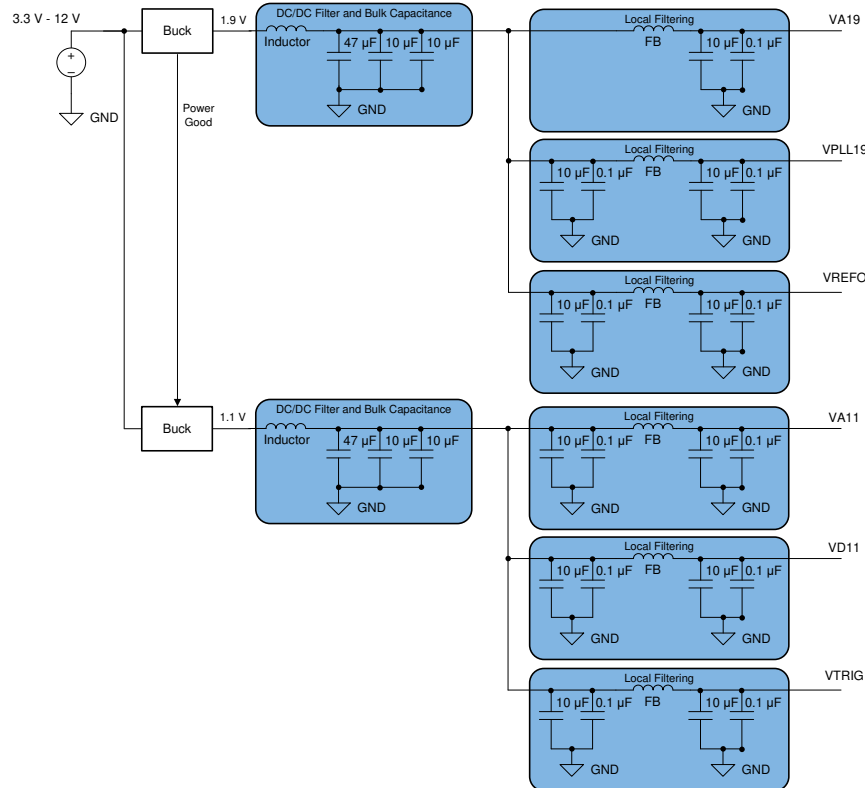 3.3 V - 12 V
+
−
GND
Buck
1.9 V
Power
Good
DC/DC Filter and Bulk Capacitance
Inductor
47 µF 10 µF 10 µF
GND
Local Filtering
FB
10 µF 0.1 µF
GND
VA19
Local Filtering
10 µF 0.1 µF
FB
10 µF 0.1 µF
GND
GND
VPLL19
Local Filtering
10 µF 0.1 µF
FB
10 µF 0.1 µF
GND
GND
VREFO
Buck
1.1 V
DC/DC Filter and Bulk Capacitance
Inductor
47 µF 10 µF 10 µF
GND
Local Filtering
10 µF 0.1 µF
FB
10 µF 0.1 µF
GND
GND
VA11
Local Filtering
10 µF 0.1 µF
FB
10 µF 0.1 µF
GND
GND
VD11
Local Filtering
10 µF 0.1 µF
FB
10 µF 0.1 µF
GND
GND
VTRIG